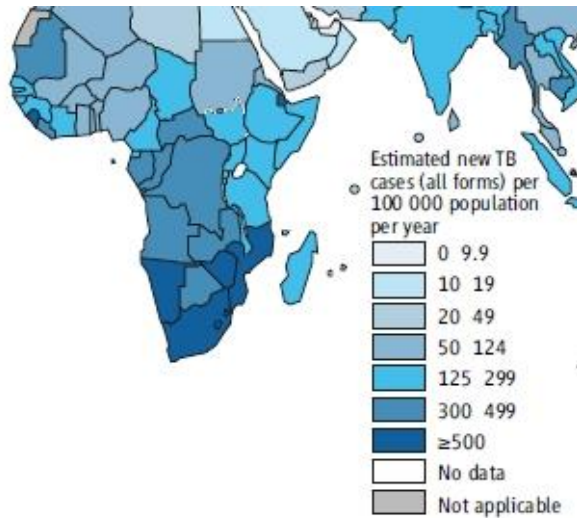 Estimated new TB
cases (all forms) per
100 000 population
per year
0 9.9
10 19
20 49
50 124
125 299
300 499
≥500
No data
Not applicable